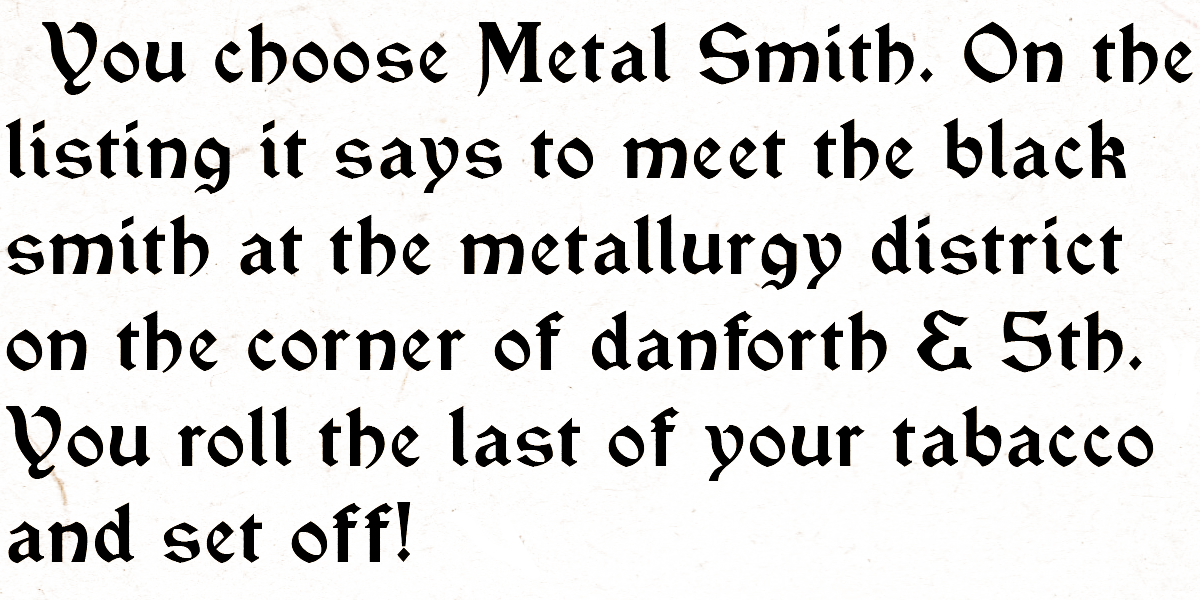 You choose Metal Smith. On the
listing it says to meet the black
smith at the metallurgy district
on the corner of danforth & 5th.
You roll the last of your tabacco
and set off!